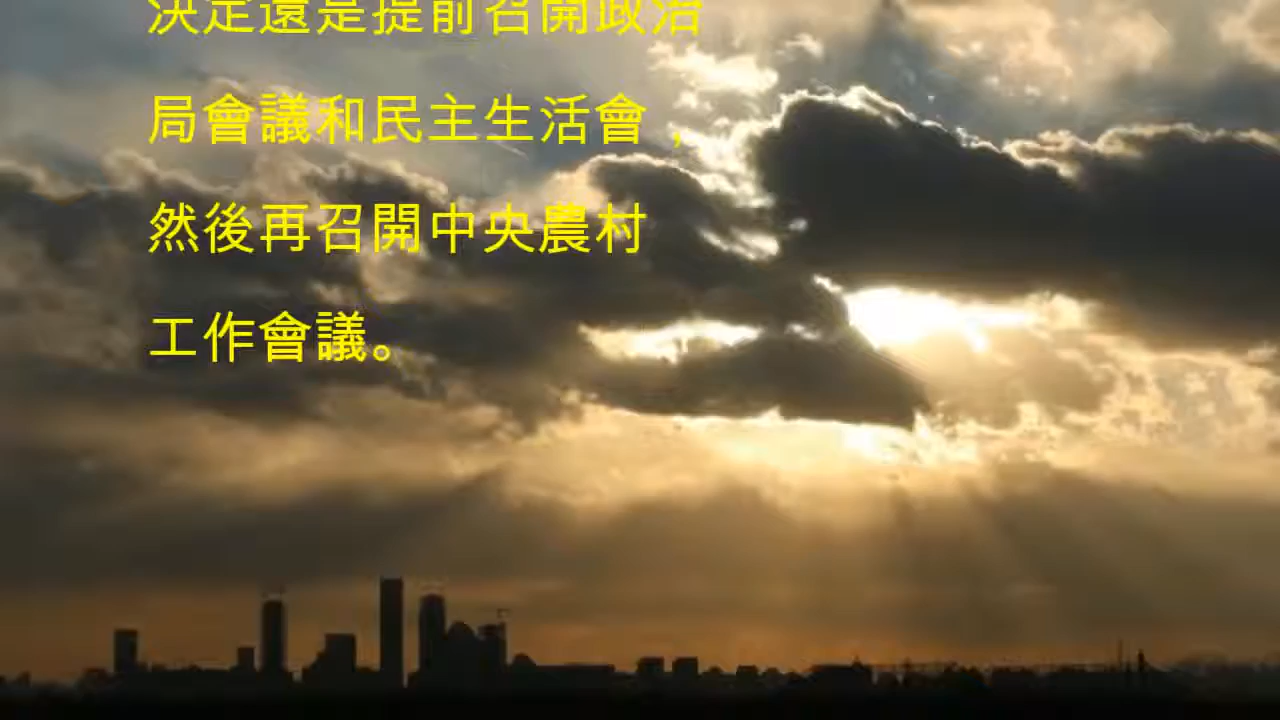 決定還是提前召開政治
局會議和民主生活會，
然後再召開中央農村
工作會議。